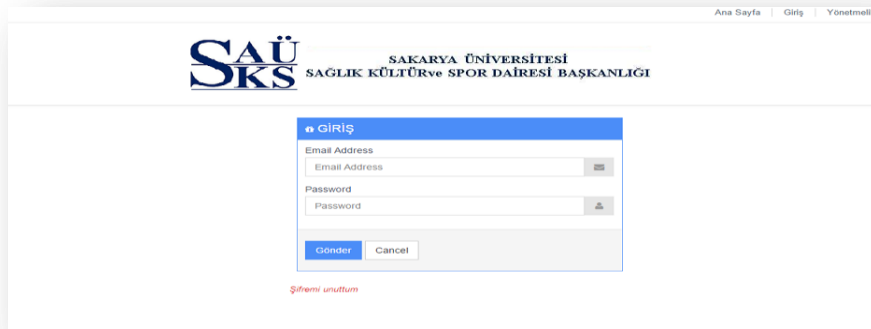 Ana Sayfa Giriş
SAÜ
SKS
SAKARYA ÜNİVERSİTESİ
SAĞLIK KÜLTÜRve SPOR DAİRESİ BAŞKANLIĞI
GİRİŞ
Email Address
Email Address
Password
Password
Gönder Cancel
Şifremi unuttum